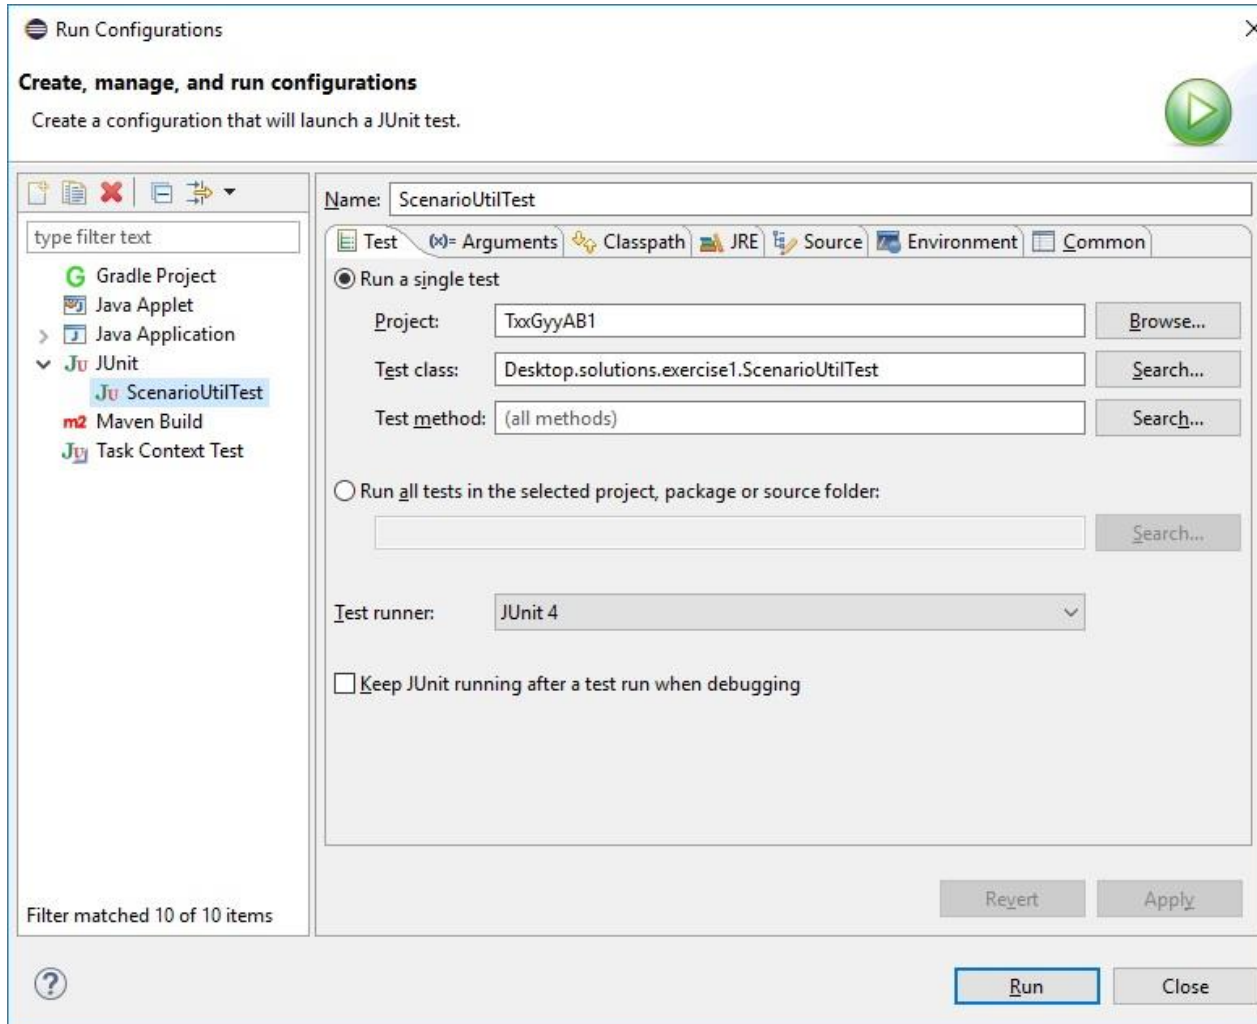 Run Configurations
Create, manage, and run configurations
Create a configuration that will launch a JUnit test.
type filter text
Gradle Project
Java Applet
Java Application
JUnit
ScenarioUtilTest
Maven Build
Task Context Test
Filter matched 10 of 10 items
Name: ScenarioUtilTest
Test (x)= Arguments Classpath JRE Source Environment Common
Run a single test
Project: TxxGyyAB1 Browse...
Test class: Desktop.solutions.exercise1.ScenarioUtilTest Search...
Test method: (all methods) Search...
Run all tests in the selected project, package or source folder:
Search...
Test runner: JUnit 4
Keep JUnit running after a test run when debugging
Revert Apply
Run Close